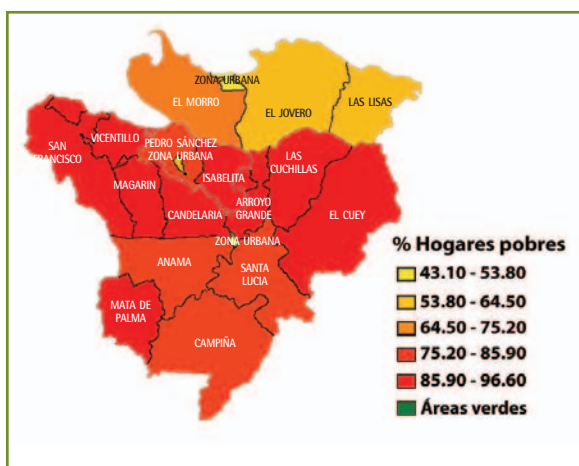 ZONA URBANA
EL MORRO
EL JOVERO
LAS LISAS
SAN
FRANCISCO
VICENTILLO
PEDRO SÁNCHEZ
ZONA URBANA
MAGARIN
ISABELITA
LAS
CUCHILLAS
CANDELARIA
ARROYO
GRANDE
EL CUEY
ZONA URBANA
ANAMA
SANTA
LUCIA
MATA DE
PALMA
CAMPIÑA
% Hogares pobres
43.10 - 53.80
53.80 - 64.50
64.50 - 75.20
75.20 - 85.90
85.90 - 96.60
Áreas verdes